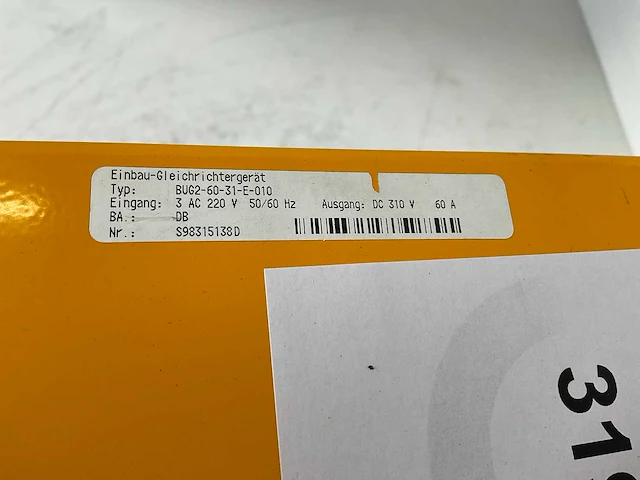 Einbau-Gleichrichtergerät
Typ: BUG2-60-31-E-010
Eingang: 3 AC 220 V 50/60 Hz Ausgang: DC 310 V 60 A
BA.: DB
Nr.: S98315138D
31